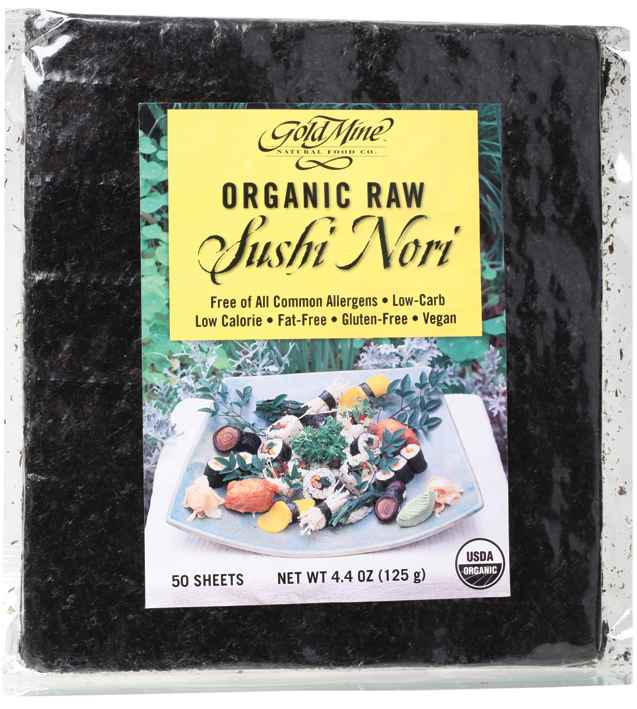 Gold Mine™
NATURAL FOOD CO.
ORGANIC RAW
Sushi Nori
Free of All Common Allergens • Low-Carb
Low Calorie • Fat-Free • Gluten-Free • Vegan
50 SHEETS NET WT 4.4 OZ (125 g)
USDA
ORGANIC